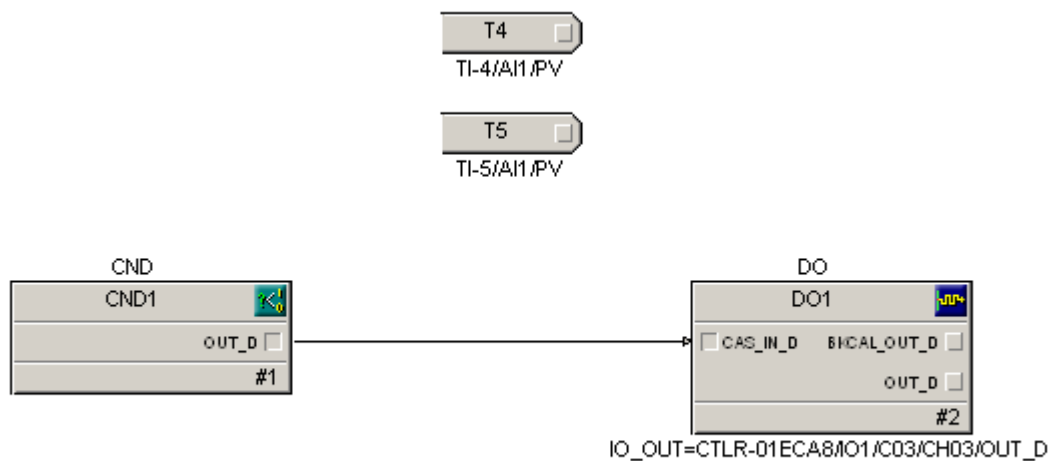 T4
TI-4/AI1/PV
T5
TI-5/AI1/PV
CND
CND1
OUT_D
#1
DO
DO1
CAS_IN_D BKCAL_OUT_D
OUT_D
#2
IO_OUT=CTLR-01ECA8/IO1/C03/CH03/OUT_D